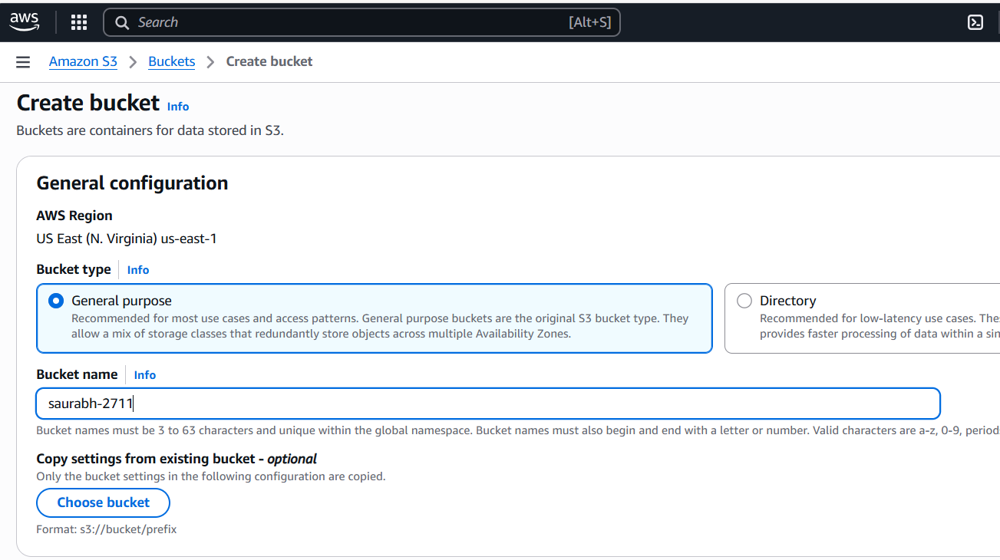 aws Search [Alt+S]
Amazon S3 > Buckets > Create bucket
Create bucket Info
Buckets are containers for data stored in S3.
General configuration
AWS Region
US East (N. Virginia) us-east-1
Bucket type Info
General purpose
Recommended for most use cases and access patterns. General purpose buckets are the original S3 bucket type. They
allow a mix of storage classes that redundantly store objects across multiple Availability Zones.
Directory
Recommended for low-latency use cases.
provides faster processing of data within a
Bucket name Info
saurabh-2711
Bucket names must be 3 to 63 characters and unique within the global namespace. Bucket names must also begin and end with a letter or number. Valid characters are a-z, 0-9,
Copy settings from existing bucket - optional
Only the bucket settings in the following configuration are copied.
Choose bucket
Format: s3://bucket/prefix